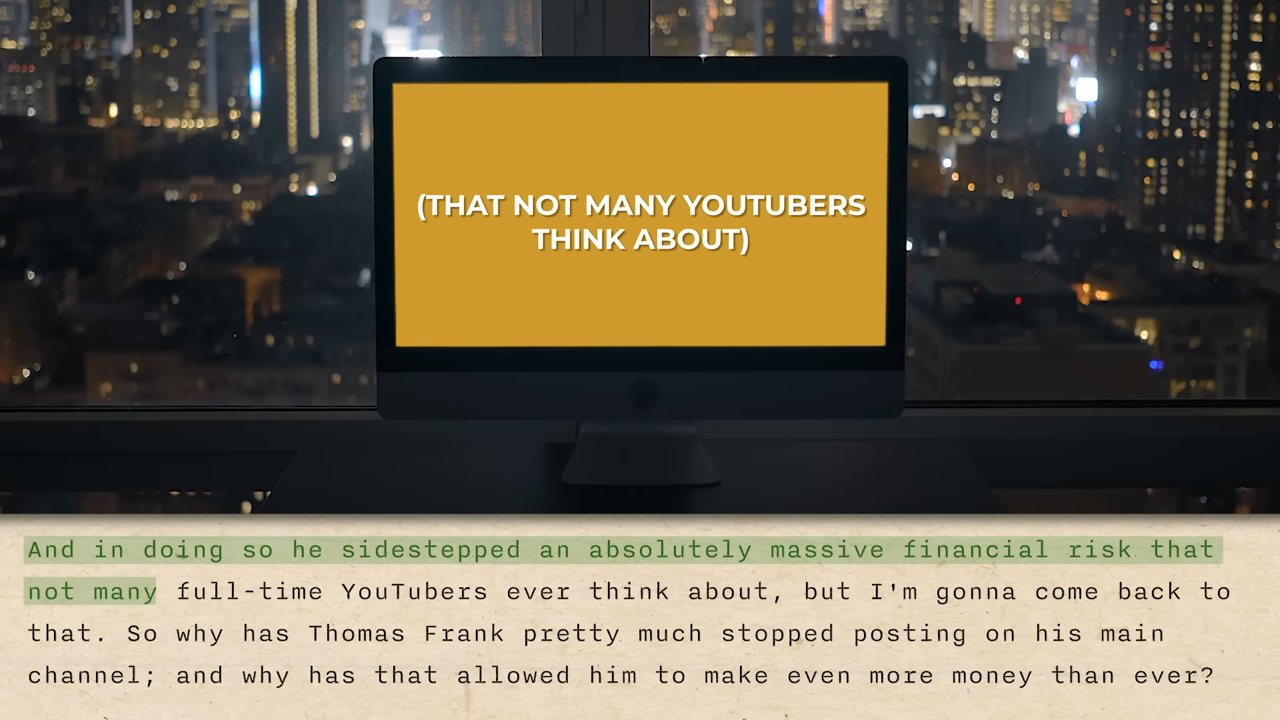 (THAT NOT MANY YOUTUBERS
THINK ABOUT)
And in doing so he sidestepped an absolutely massive financial risk that
not many full-time YouTubers ever think about, but I'm gonna come back to
that. So why has Thomas Frank pretty much stopped posting on his main
channel; and why has that allowed him to make even more money than ever?